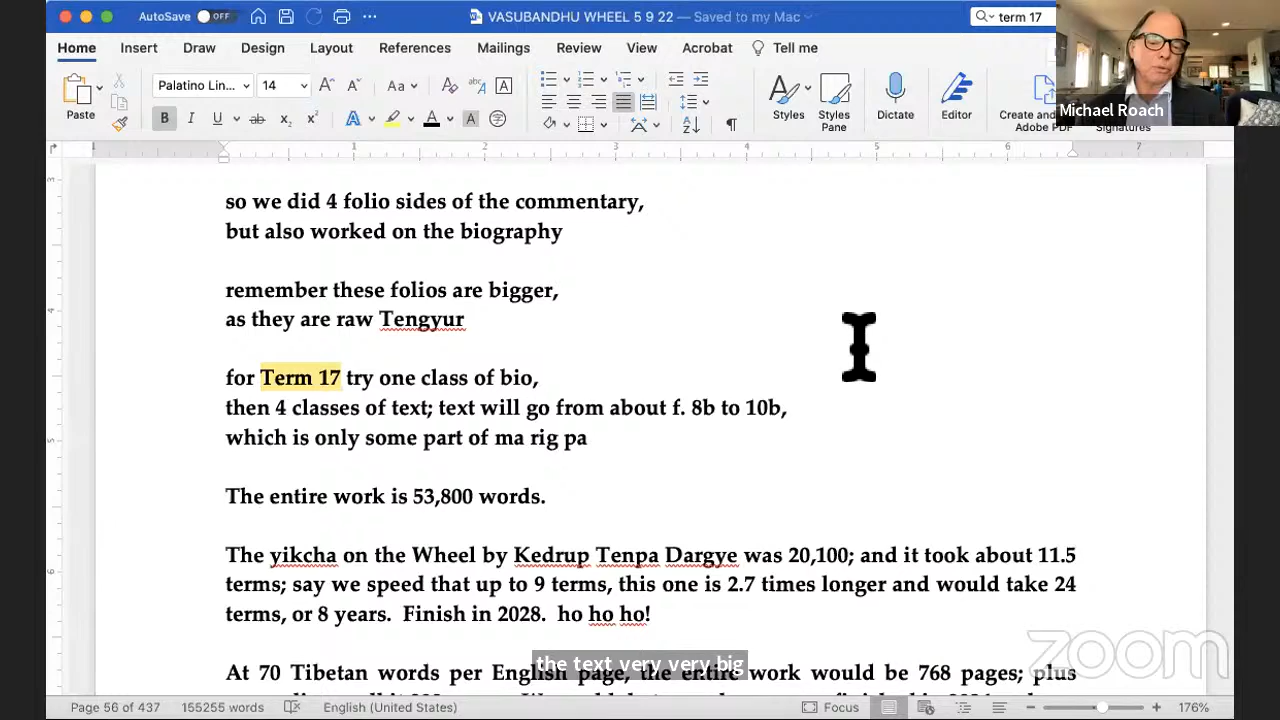 AutoSave OFF
VASUBANDHU WHEEL 5 9 22 — Saved to my Mac
term 17
Home Insert Draw Design Layout References Mailings Review View Acrobat Tell me
Palatino Lin... 14
Paste
Styles
Styles Pane
Dictate
Editor
Create and
Adobe PDF
Signatures
Michael Roach
so we did 4 folio sides of the commentary,
but also worked on the biography
remember these folios are bigger,
as they are raw Tengyur
for Term 17 try one class of bio,
then 4 classes of text; text will go from about f. 8b to 10b,
which is only some part of ma rig pa
The entire work is 53,800 words.
The yikcha on the Wheel by Kedrup Tenpa Dargye was 20,100; and it took about 11.5
terms; say we speed that up to 9 terms, this one is 2.7 times longer and would take 24
terms, or 8 years. Finish in 2028. ho ho ho!
the text very very big
At 70 Tibetan words per English page, the entire work would be 768 pages; plus
zoom
Page 56 of 437 155255 words English (United States) Focus 176%